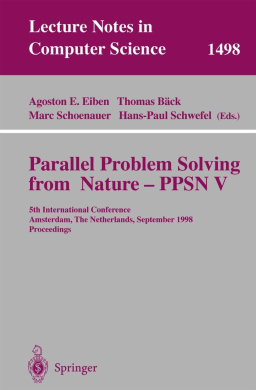 Lecture Notes in
Computer Science 1498
Agoston E. Eiben Thomas Bäck
Marc Schoenauer Hans-Paul Schwefel (Eds.)
Parallel Problem Solving
from Nature – PPSN V
5th International Conference
Amsterdam, The Netherlands, September 1998
Proceedings
Springer